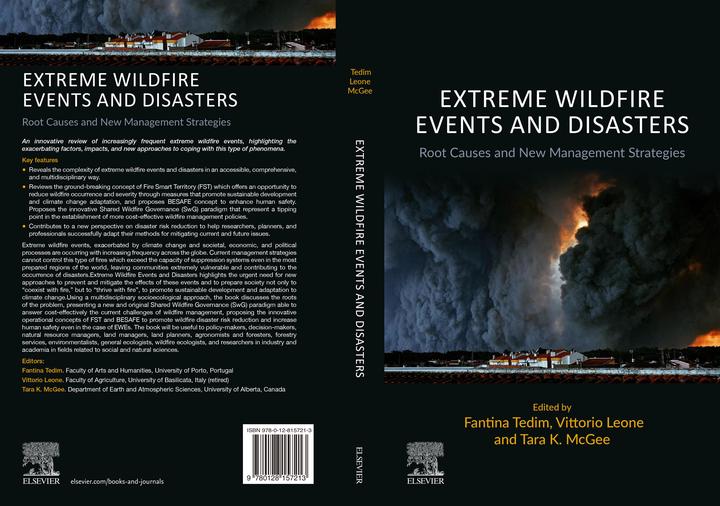 EXTREME WILDFIRE
EVENTS AND DISASTERS
Root Causes and New Management Strategies
An innovative review of increasingly frequent extreme wildfire events, highlighting the
exacerbating factors, impacts, and new approaches to coping with this type of phenomena.
Key features
• Reveals the complexity of extreme wildfire events and disasters in an accessible, comprehensive,
and multidisciplinary way.
• Reviews the ground-breaking concept of Fire Smart Territory (FST) which offers an opportunity to
reduce wildfire occurrence and severity through measures that promote sustainable development
and climate change adaptation, and proposes BESAFE concept to enhance human safety.
Proposes the innovative Shared Wildfire Governance (SwG) paradigm that represent a tipping
point in the establishment of more cost-effective wildfire management policies.
• Contributes to a new perspective on disaster risk reduction to help researchers, planners, and
professionals successfully adapt their methods for mitigating current and future issues.
Extreme wildfire events, exacerbated by climate change and societal, economic, and political
processes are occurring with increasing frequency across the globe. Current management strategies
cannot control this type of fires which exceed the capacity of suppression systems even in the most
prepared regions of the world, leaving communities extremely vulnerable and contributing to the
occurrence of disasters.Extreme Wildfire Events and Disasters highlights the urgent need for new
approaches to prevent and mitigate the effects of these events and to prepare society not only to
"coexist with fire," but to "thrive with fire", to promote sustainable development and adaptation to
climate change.Using a multidisciplinary socioecological approach, the book discusses the roots
of the problem, presenting a new and original Shared Wildfire Governance (SwG) paradigm able to
answer cost-effectively the current challenges of wildfire management, proposing the innovative
operational concepts of FST and BESAFE to promote wildfire disaster risk reduction and increase
human safety even in the case of EWEs. The book will be useful to policy-makers, decision-makers,
natural resource managers, land managers, land planners, agronomists and foresters, forestry
services, environmentalists, general ecologists, wildfire ecologists, and researchers in industry and
academia in fields related to social and natural sciences.
Editors:
Fantina Tedim. Faculty of Arts and Humanities, University of Porto, Portugal
Vittorio Leone. Faculty of Agriculture, University of Basilicata, Italy (retired)
Tara K. McGee. Department of Earth and Atmospheric Sciences, University of Alberta, Canada
ELSEVIER
elsevier.com/books-and-journals
ISBN 978-0-12-815721-3
9 780128 157213
Tedim
Leone
McGee
EXTREME WILDFIRE EVENTS AND DISASTERS
ELSEVIER
EXTREME WILDFIRE
EVENTS AND DISASTERS
Root Causes and New Management Strategies
Edited by
Fantina Tedim, Vittorio Leone
and Tara K. McGee
ELSEVIER